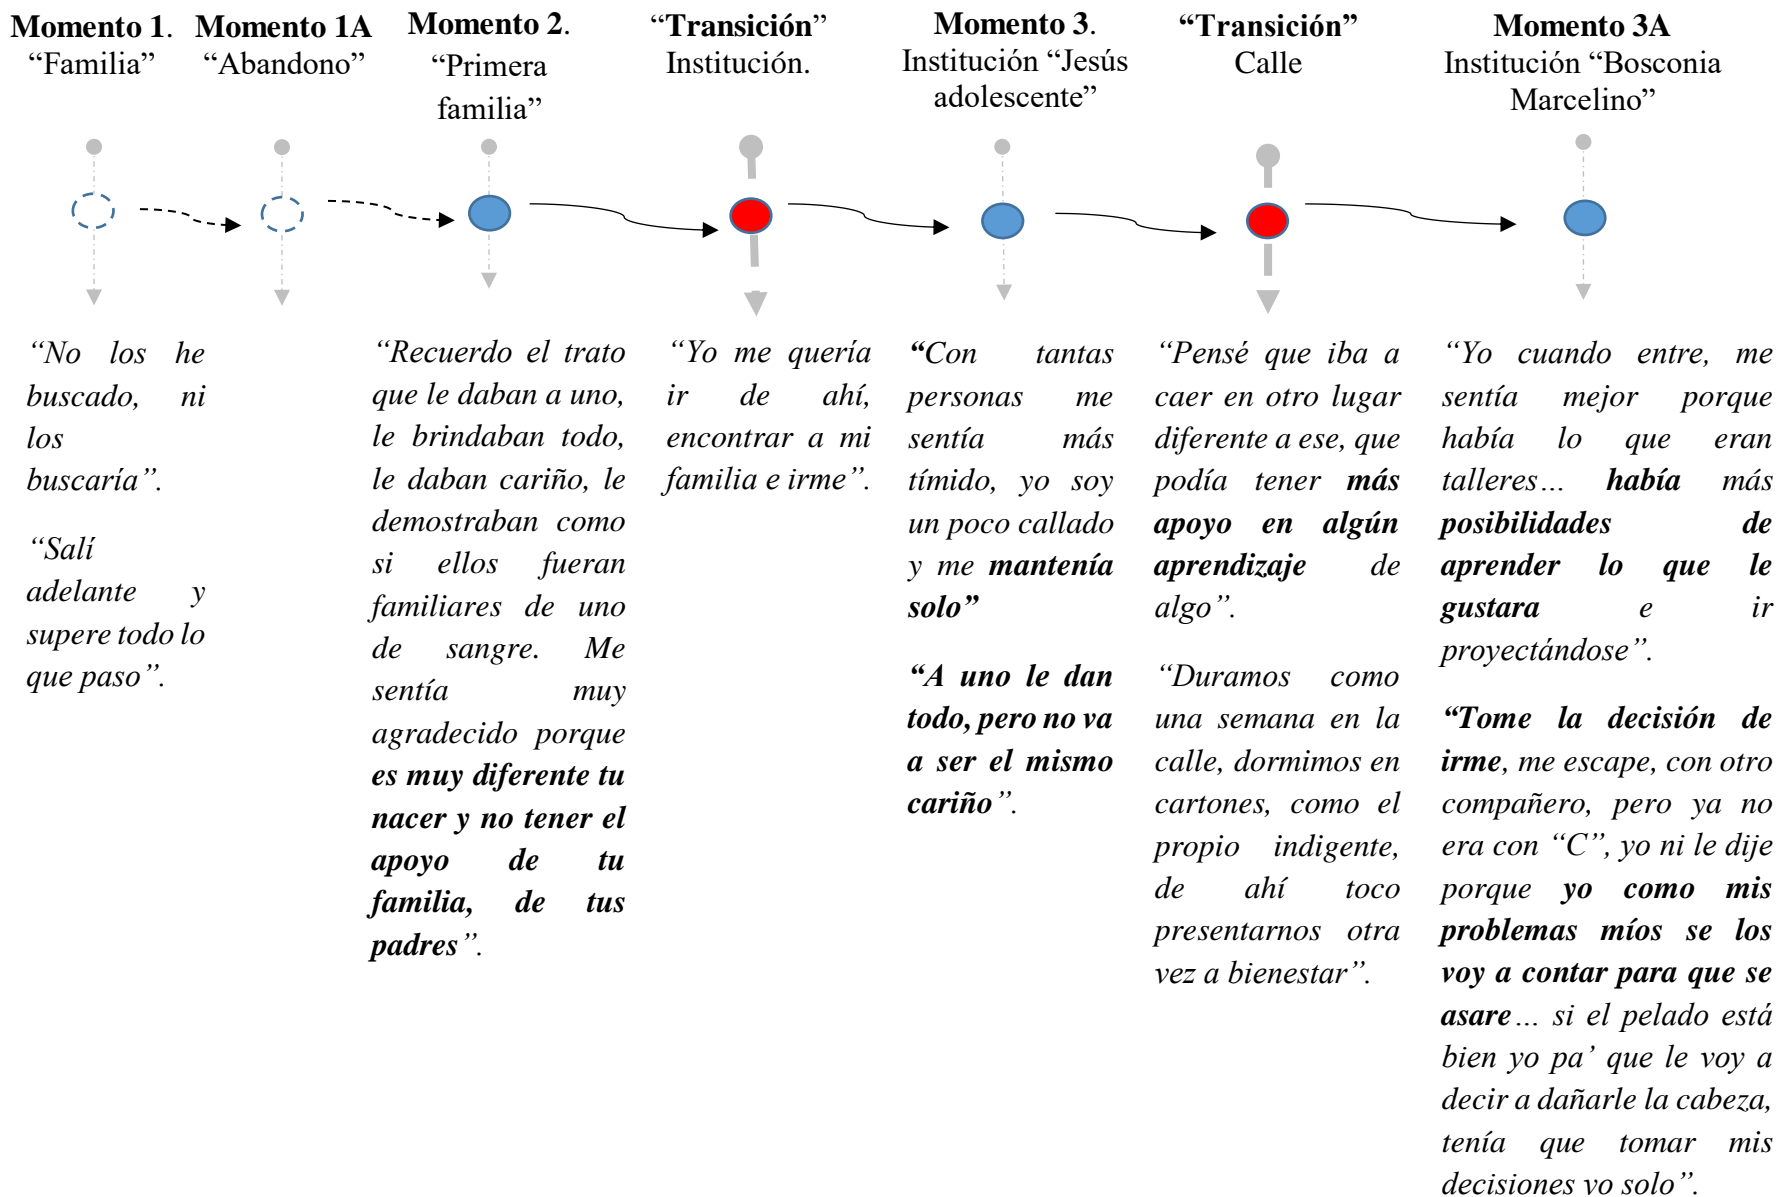 Momento 1.
“Familia”
Momento 1A
“Abandono”
Momento 2.
“Primera
familia”
“Transición”
Institución.
Momento 3.
Institución “Jesús
adolescente”
“Transición”
Calle
Momento 3A
Institución “Bosconia
Marcelino”
“No los he
buscado, ni
los
buscaría”.
“Salí
adelante y
supere todo lo
que paso”.
“Recuerdo el trato
que le daban a uno,
le brindaban todo,
le daban cariño, le
demostraban como
si ellos fueran
familiares de uno
de sangre. Me
sentía muy
agradecido porque
es muy diferente tu
nacer y no tener el
apoyo de tu
familia, de tus
padres”.
“Yo me quería
ir de ahí,
encontrar a mi
familia e irme”.
“Con tantas
personas me
sentía más
tímido, yo soy
un poco callado
y me mantenía
solo”
“A uno le dan
todo, pero no va
a ser el mismo
cariño”.
“Pensé que iba a
caer en otro lugar
diferente a ese, que
podía tener más
apoyo en algún
aprendizaje de
algo”.
“Duramos como
una semana en la
calle, dormimos en
cartones, como el
propio indigente,
de ahí toco
presentarnos otra
vez a bienestar”.
“Yo cuando entre, me
sentía mejor porque
había lo que eran
talleres… había más
posibilidades de
aprender lo que le
gustara e ir
proyectándose”.
“Tome la decisión de
irme, me escape, con otro
compañero, pero ya no
era con “C”, yo ni le dije
porque yo como mis
problemas míos se los
voy a contar para que se
asare… si el pelado está
bien yo pa’ que le voy a
decir a dañarle la cabeza,
tenía que tomar mis
decisiones yo solo”.